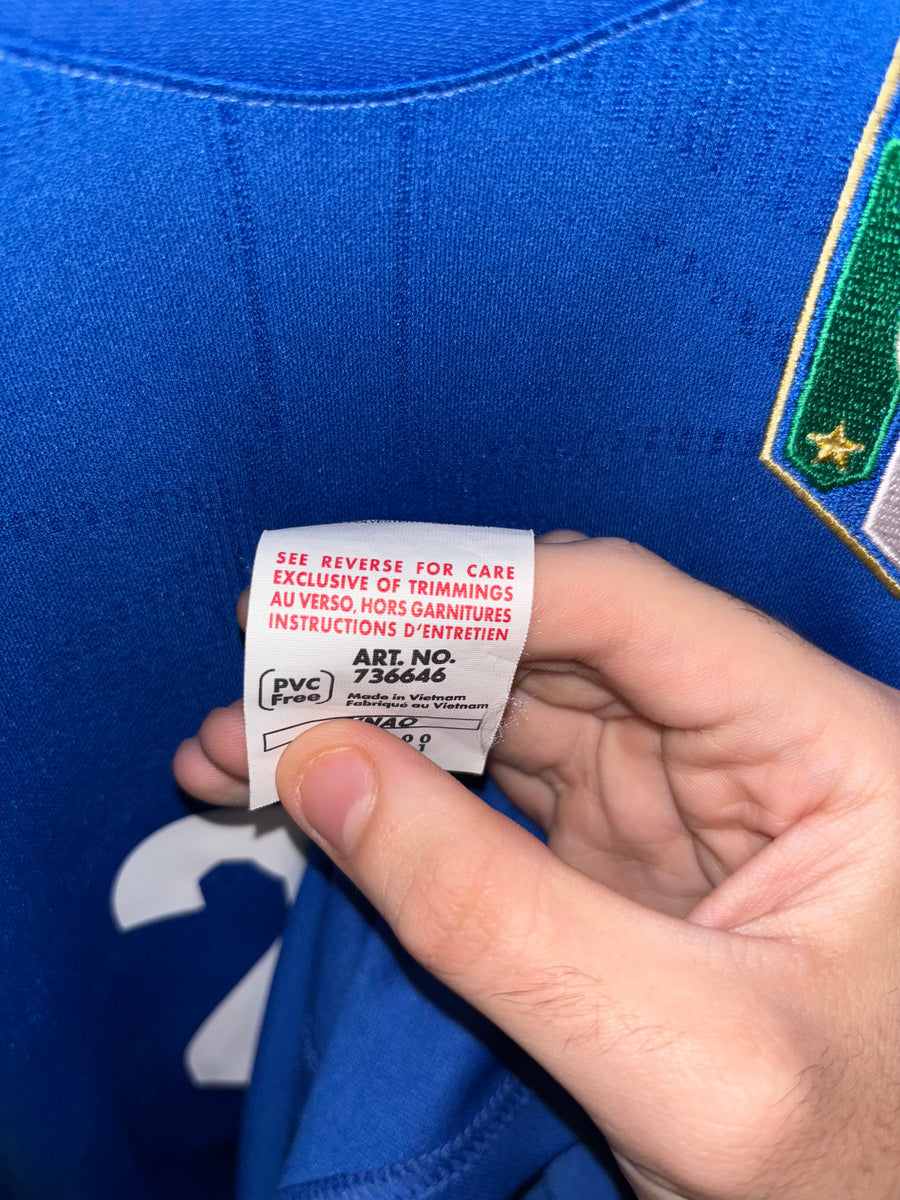 SEE REVERSE FOR CARE
EXCLUSIVE OF TRIMMINGS
AU VERSO, HORS GARNITURES
INSTRUCTIONS D'ENTRETIEN
ART. NO.
736646
PVC
Free
Made in Vietnam
Fabriqué au Vietnam
2